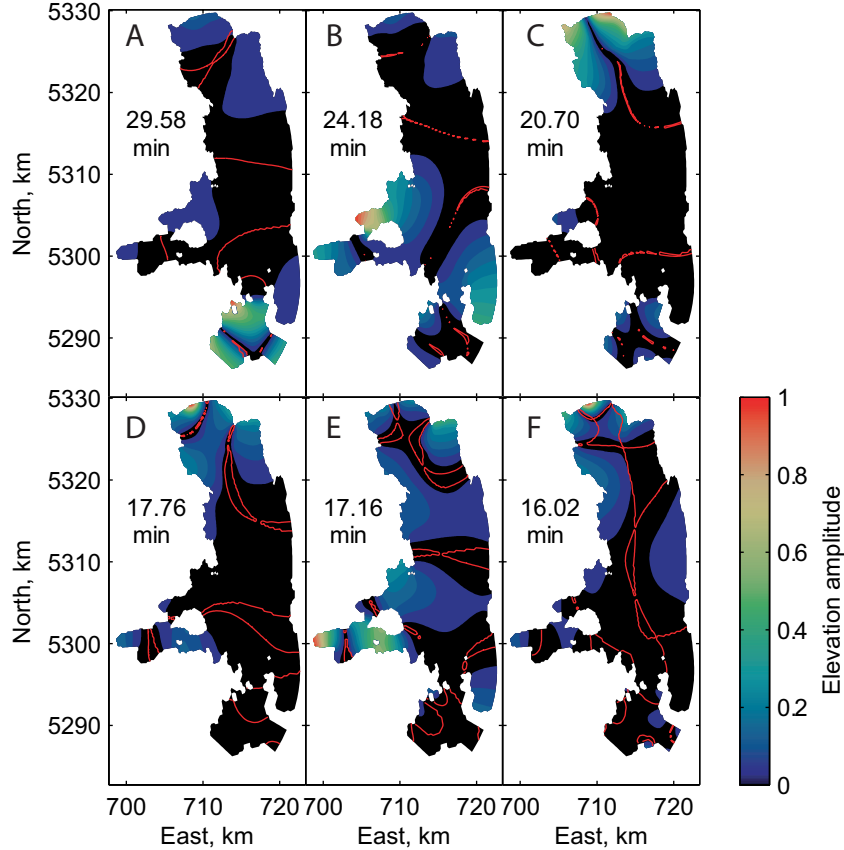 5330
5320
5310
5300
5290
North, km
A
29.58
min
B
24.18
min
C
20.70
min
5330
5320
5310
5300
5290
North, km
D
17.76
min
E
17.16
min
F
16.02
min
700 710 720
700 710 720
700 710 720
East, km
East, km
East, km
1
0.8
0.6
0.4
0.2
0
Elevation amplitude